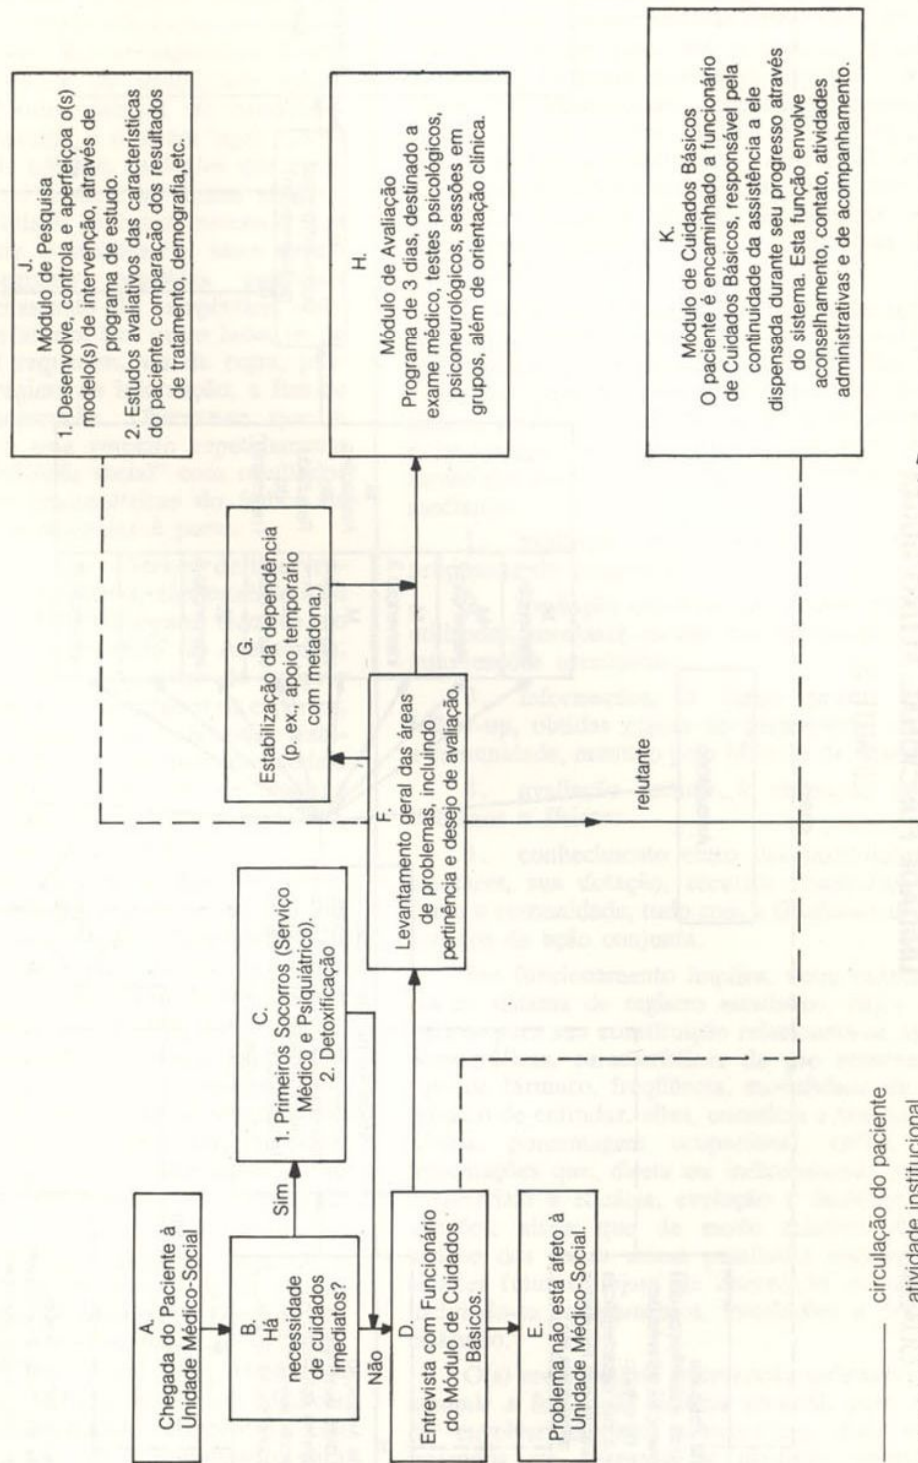 A.
Chegada do Paciente à
Unidade Médico-Social
B.
Há
necessidade
de cuidados
imediatos?
Sim
Não
C.
1. Primeiros Socorros (Serviço
Médico e Psiquiátrico).
2. Detoxificação
D.
Entrevista com Funcionário
do Módulo de Cuidados
Básicos.
E.
Problema não está afeto à
Unidade Médico-Social.
F.
Levantamento geral das áreas
de problemas, incluindo
pertinência e desejo de avaliação.
relutante
G.
Estabilização da dependência
(p. ex., apoio temporário
com metadona.)
H.
Módulo de Avaliação
Programa de 3 dias, destinado a
exame médico, testes psicológicos,
psiconeurológicos, sessões em
grupos, além de orientação clínica.
J.
Módulo de Pesquisa
1. Desenvolve, controla e aperfeiçoa o(s)
modelo(s) de intervenção, através de
programa de estudo.
2. Estudos avaliativos das características
do paciente, comparação dos resultados
de tratamento, demografia,etc.
K.
Módulo de Cuidados Básicos
O paciente é encaminhado a funcionário
de Cuidados Básicos, responsável pela
continuidade da assistência a ele
dispensada durante seu progresso através
do sistema. Esta função envolve
aconselhamento, contato, atividades
administrativas e de acompanhamento.
circulação do paciente
atividade institucional